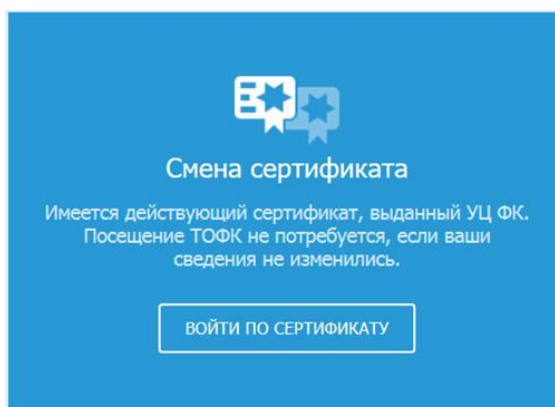 Смена сертификата
Имеется действующий сертификат, выданный УЦ ФК.
Посещение ТОФК не потребуется, если ваши
сведения не изменились.
ВОЙТИ ПО СЕРТИФИКАТУ